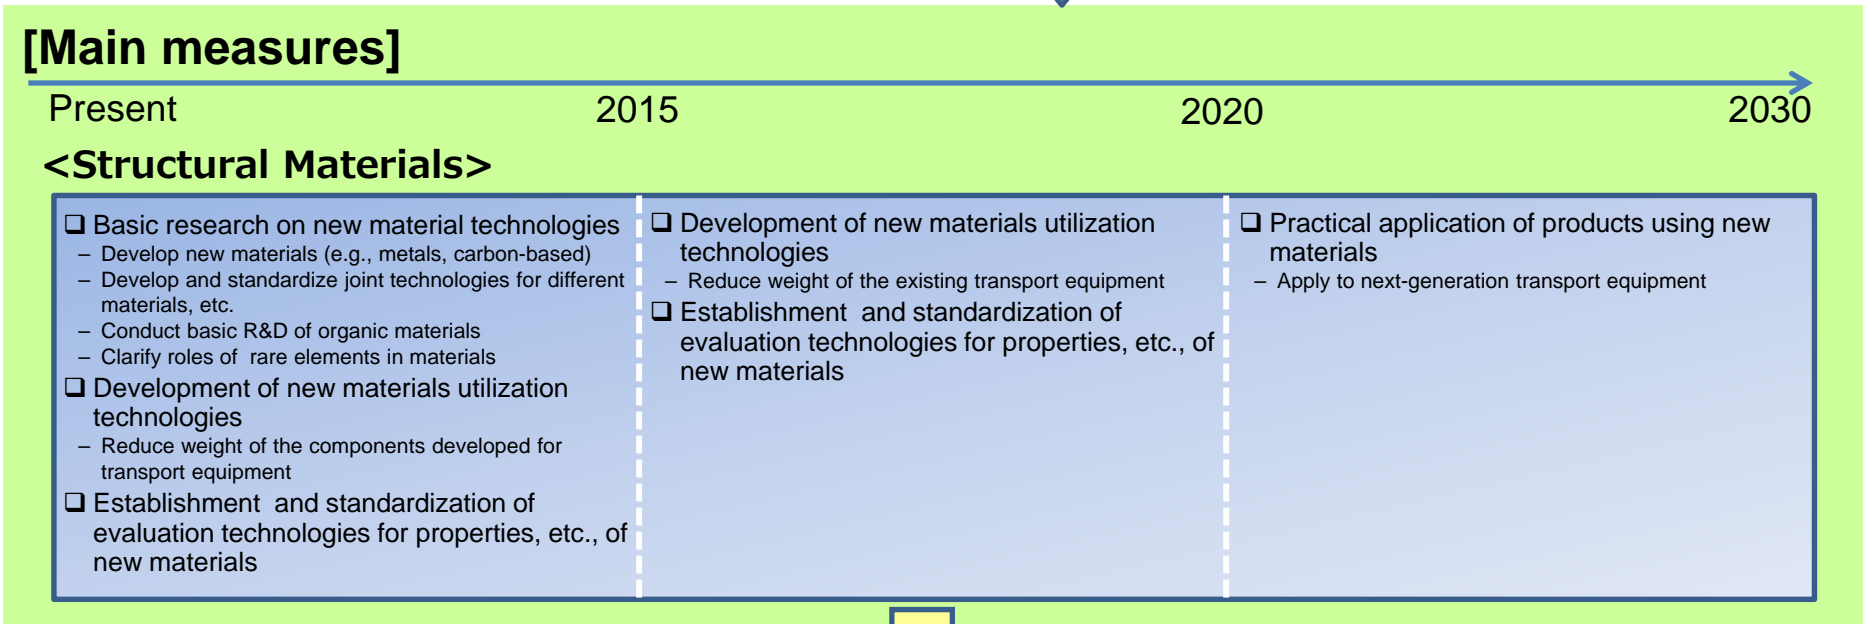 [Main measures]
Present 2015 2020 2030
<Structural Materials>
❑ Basic research on new material technologies
– Develop new materials (e.g., metals, carbon-based)
– Develop and standardize joint technologies for different
materials, etc.
– Conduct basic R&D of organic materials
– Clarify roles of rare elements in materials
❑ Development of new materials utilization
technologies
– Reduce weight of the components developed for
transport equipment
❑ Establishment and standardization of
evaluation technologies for properties, etc., of
new materials
❑ Development of new materials utilization
technologies
– Reduce weight of the existing transport equipment
❑ Establishment and standardization of
evaluation technologies for properties, etc., of
new materials
❑ Practical application of products using new
materials
– Apply to next-generation transport equipment